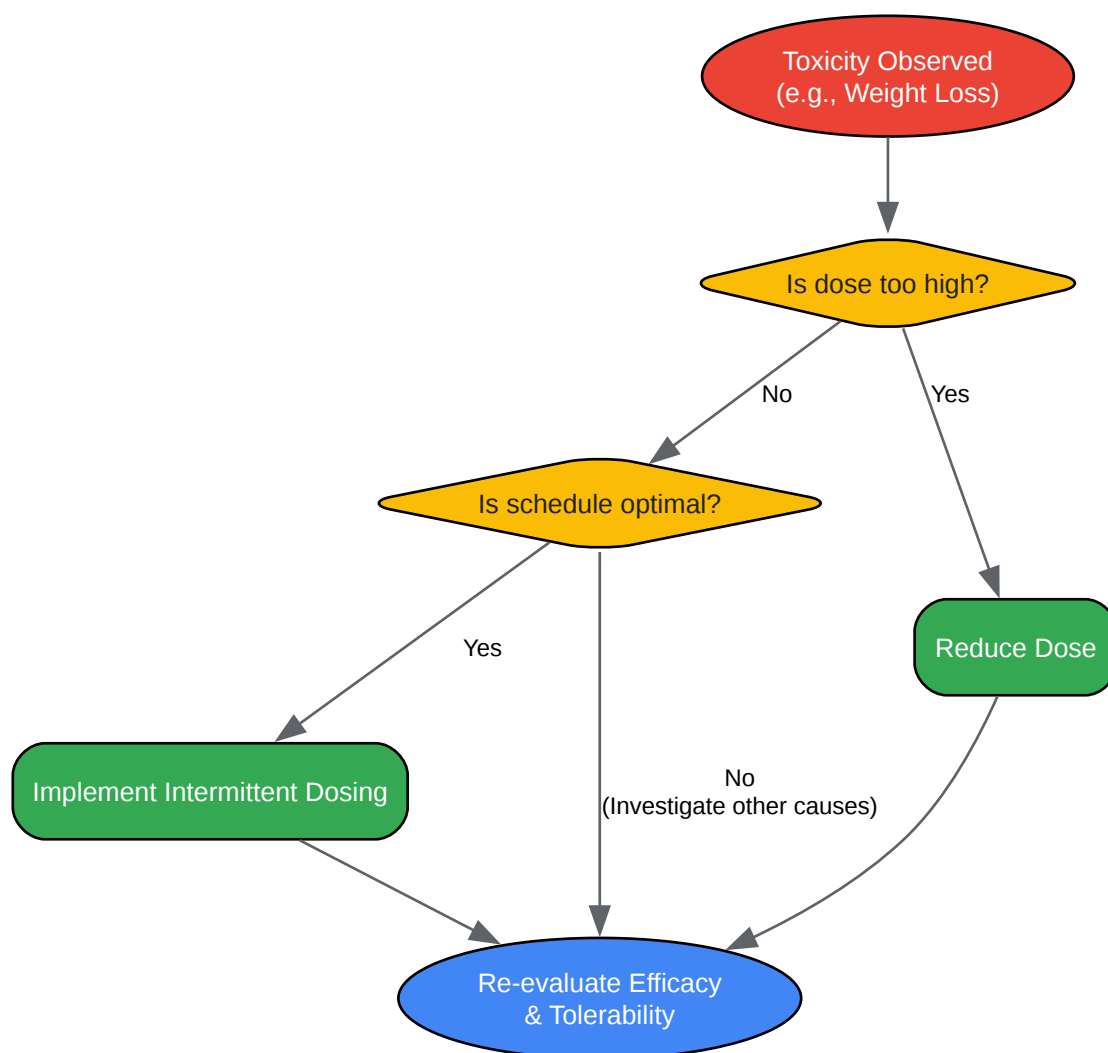 Toxicity Observed
(e.g., Weight Loss)
Is dose too high?
No
Yes
Is schedule optimal?
Yes
Reduce Dose
Implement Intermittent Dosing
No
(Investigate other causes)
Re-evaluate Efficacy
& Tolerability